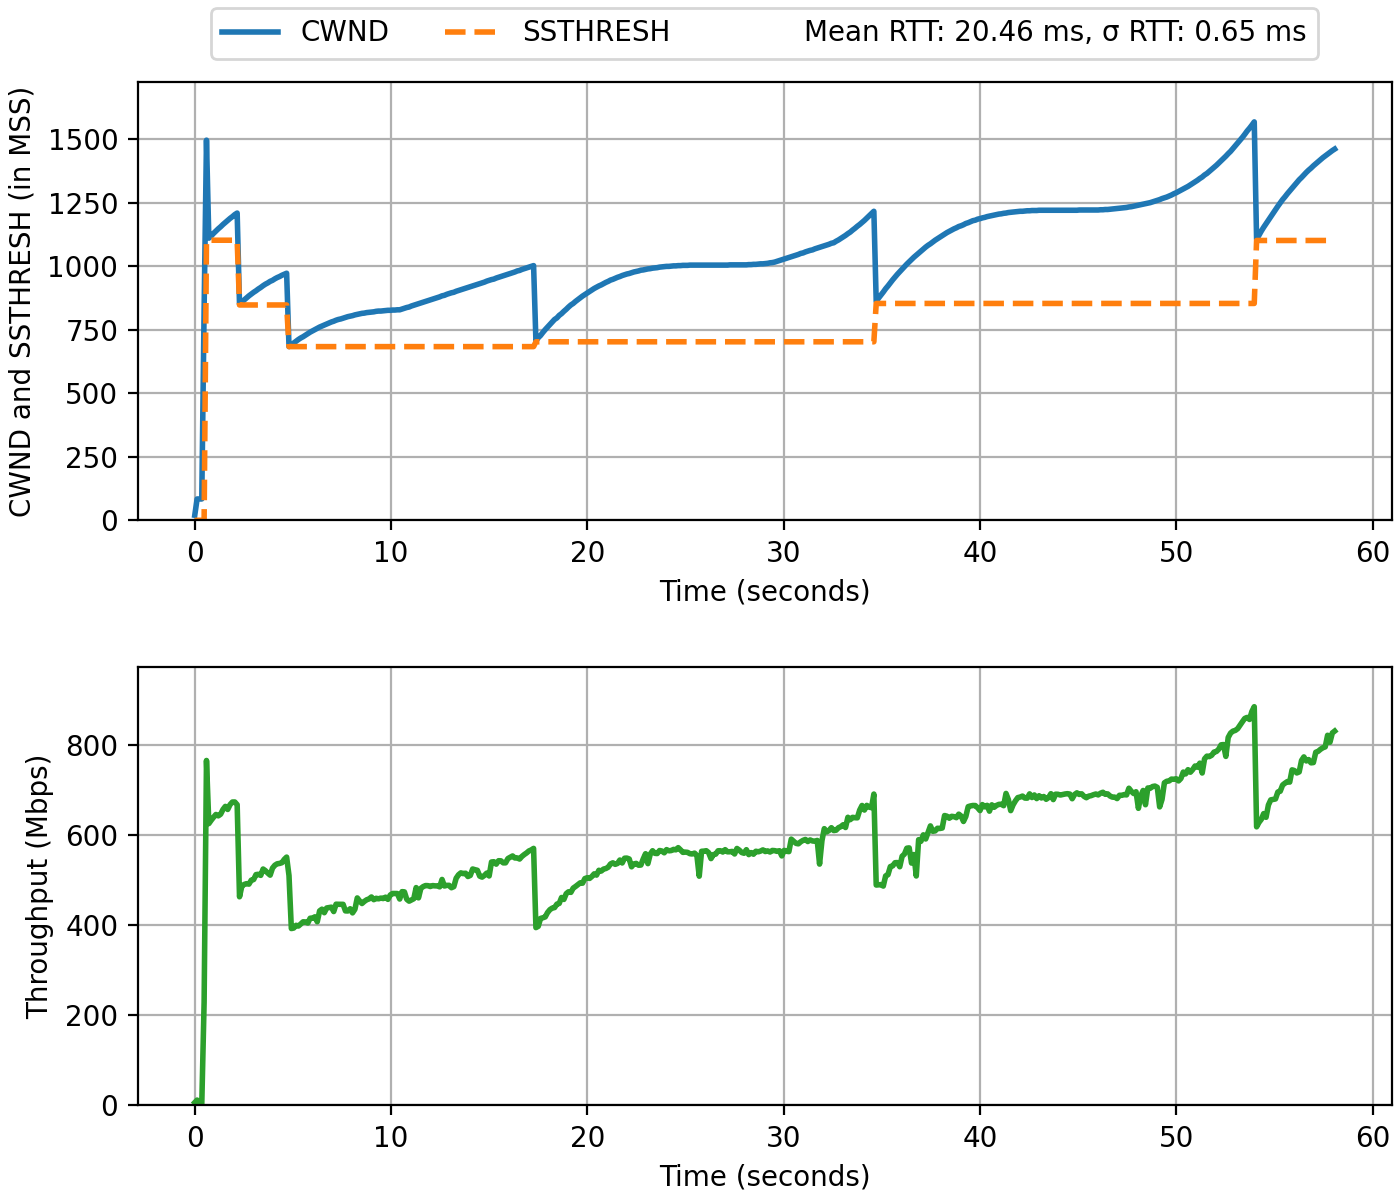 CWND SSTHRESH Mean RTT: 20.46 ms, σ RTT: 0.65 ms
CWND and SSTHRESH (in MSS)
1500
1250
1000
750
500
250
0
0 10 20 30 40 50 60
Time (seconds)
Throughput (Mbps)
800
600
400
200
0
0 10 20 30 40 50 60
Time (seconds)